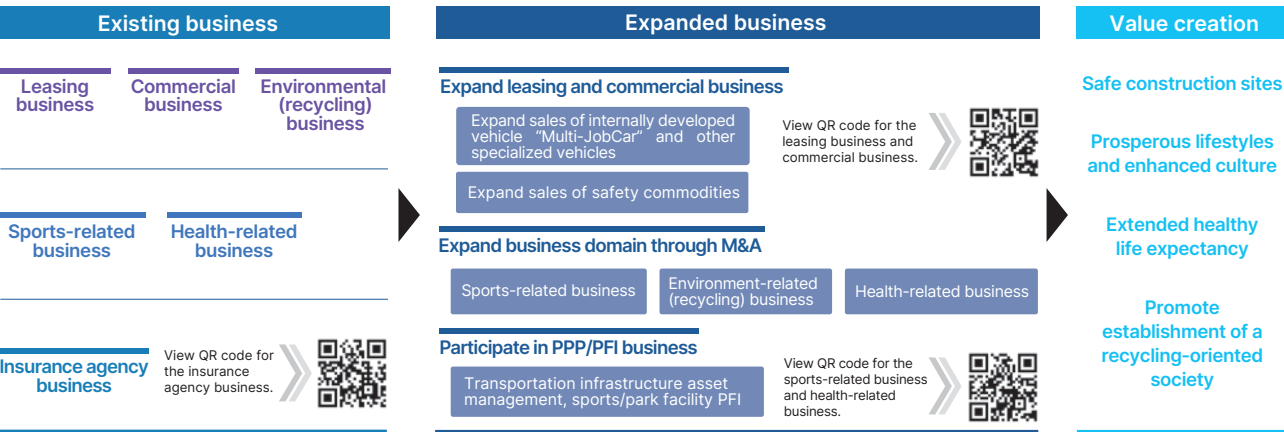 Existing business
Leasing
business
Commercial
business
Environmental
(recycling)
business
Sports-related
business
Health-related
business
Insurance agency
business
View QR code for
the insurance
agency business.
Expanded business
Expand leasing and commercial business
Expand sales of internally developed
vehicle “Multi-JobCar” and other
specialized vehicles
Expand sales of safety commodities
View QR code for the
leasing business and
commercial business.
Expand business domain through M&A
Sports-related business
Environment-related
(recycling) business
Health-related business
Participate in PPP/PFI business
Transportation infrastructure asset
management, sports/park facility PFI
View QR code for the
sports-related business
and health-related
business.
Value creation
Safe construction sites
Prosperous lifestyles
and enhanced culture
Extended healthy
life expectancy
Promote
establishment of a
recycling-oriented
society